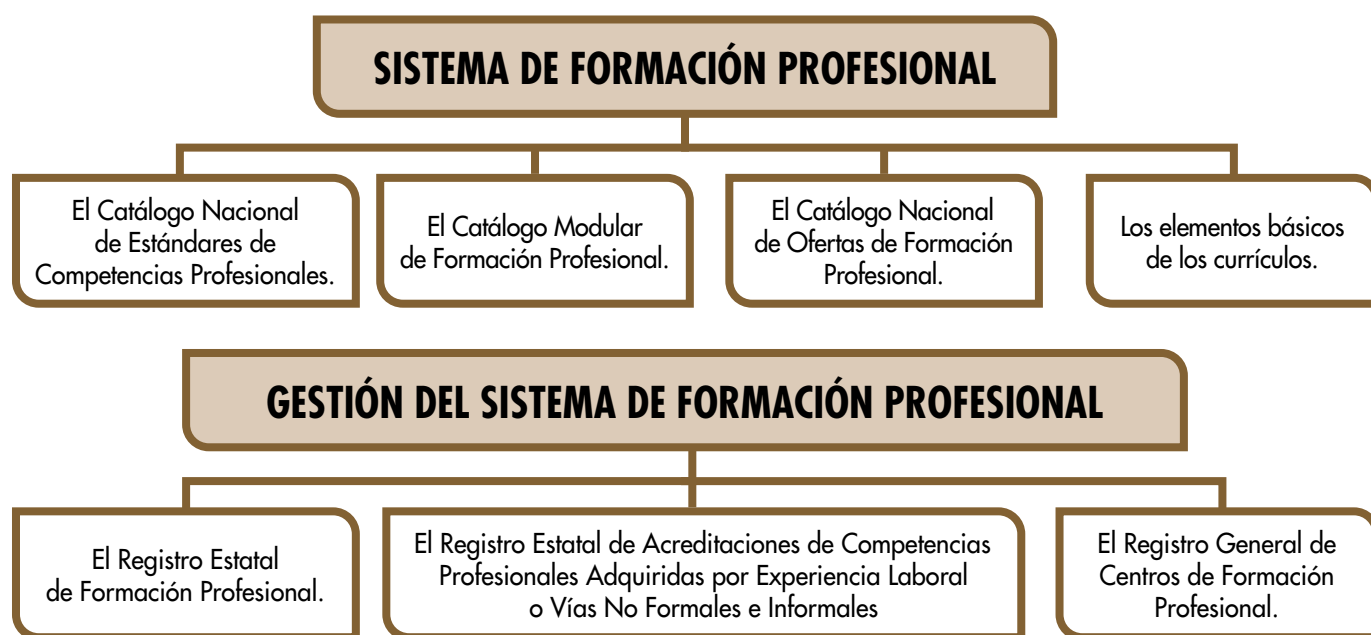 SISTEMA DE FORMACIÓN PROFESIONAL
El Catálogo Nacional
de Estándares de
Competencias Profesionales.
El Catálogo Modular
de Formación Profesional.
El Catálogo Nacional
de Ofertas de Formación
Profesional.
Los elementos básicos
de los currículos.
GESTIÓN DEL SISTEMA DE FORMACIÓN PROFESIONAL
El Registro Estatal
de Formación Profesional.
El Registro Estatal de Acreditaciones de Competencias
Profesionales Adquiridas por Experiencia Laboral
o Vías No Formales e Informales
El Registro General de
Centros de Formación
Profesional.